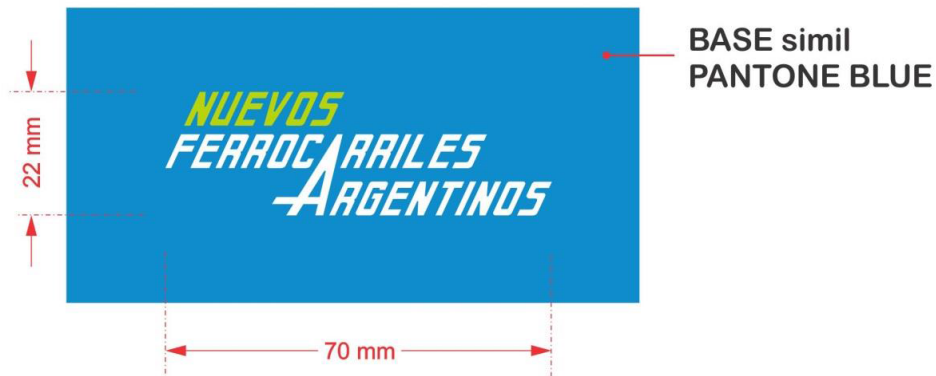 BASE simil
PANTONE BLUE
22 mm
NUEVOS
FERROCARRILES
ARGENTINOS
70 mm